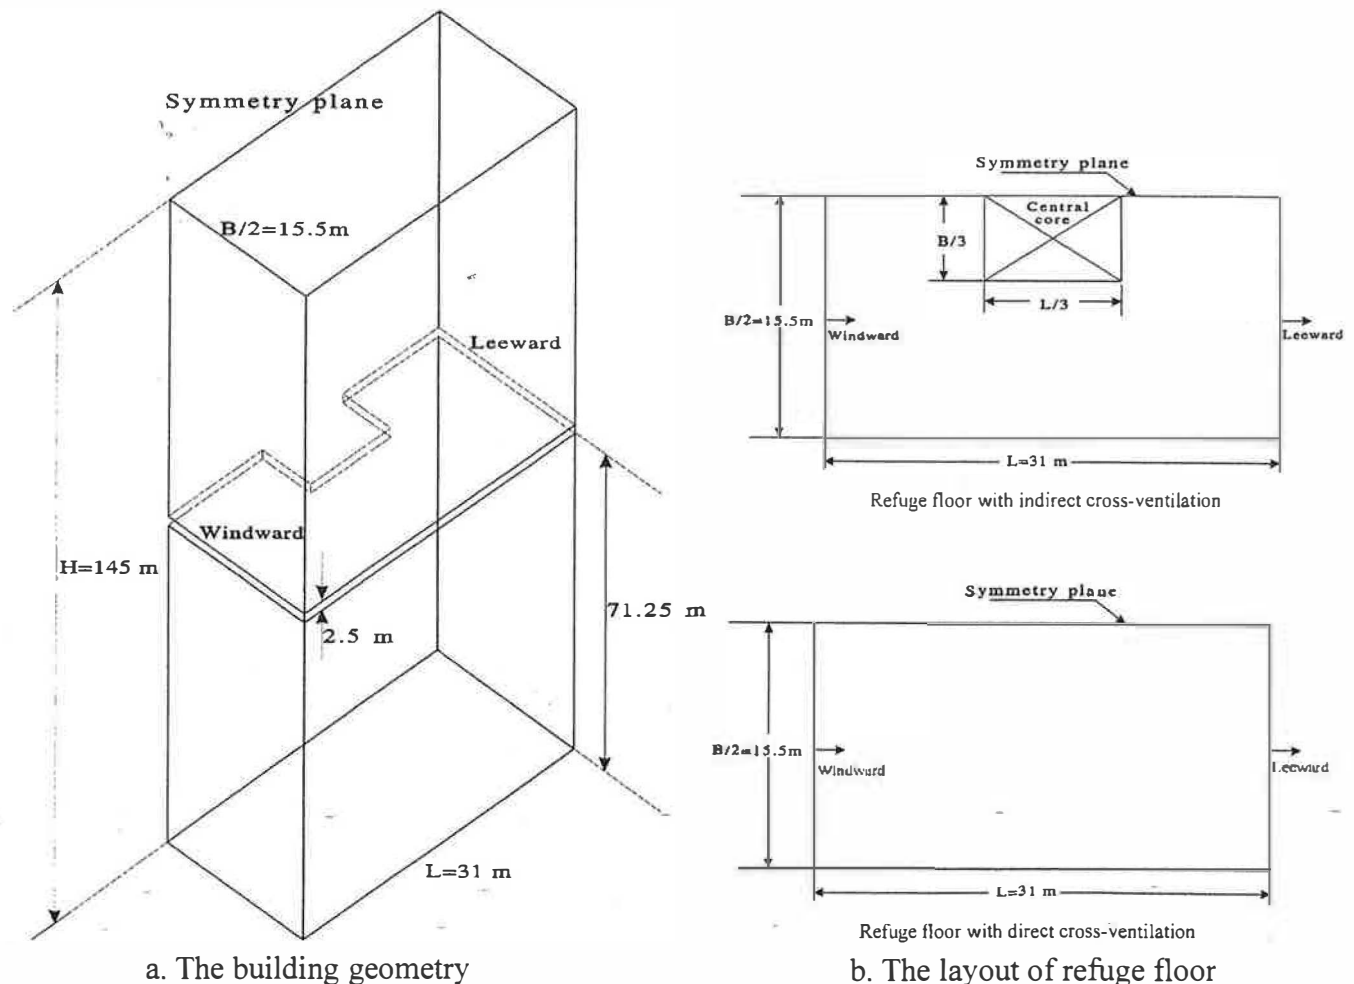 Symmetry plane
B/2=15.5m
Leeward
Windward
H=145 m
2.5 m
71.25 m
L=31 m
a. The building geometry
Symmetry plane
Central
core
B/3
L/3
B/2=15.5m
Windward
Leeward
L=31 m
Refuge floor with indirect cross-ventilation
Symmetry plane
B/2=15.5m
Windward
Leeward
L=31 m
Refuge floor with direct cross-ventilation
b. The layout of refuge floor